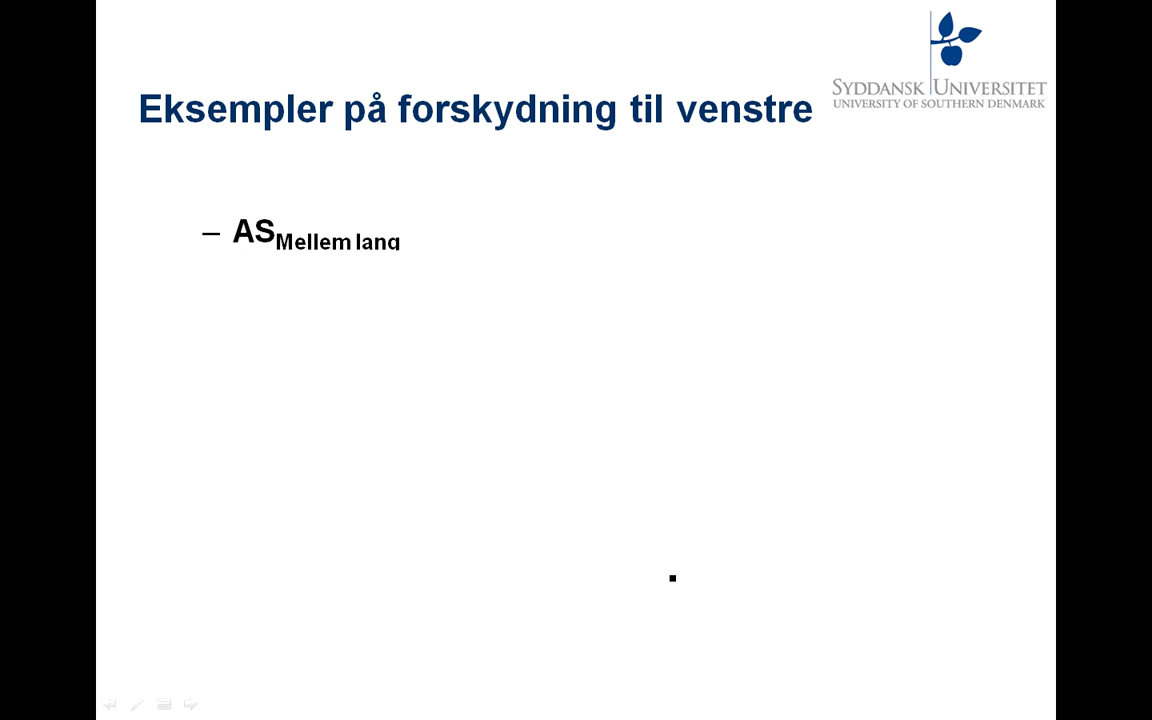 SYDDANSK UNIVERSITET
UNIVERSITY OF SOUTHERN DENMARK
Eksempler på forskydning til venstre
– AS Mellem lang
.